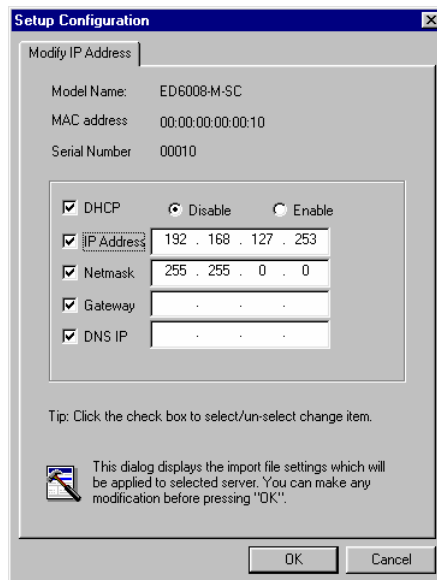 Setup Configuration
Modify IP Address
Model Name: ED6008-M-SC
MAC address 00:00:00:00:00:10
Serial Number 00010
DHCP Disable Enable
IP Address 192 . 168 . 127 . 253
Netmask 255 . 255 . 0 . 0
Gateway . . .
DNS IP . . .
Tip: Click the check box to select/un-select change item.
This dialog displays the import file settings which will
be applied to selected server. You can make any
modification before pressing "OK".
OK Cancel